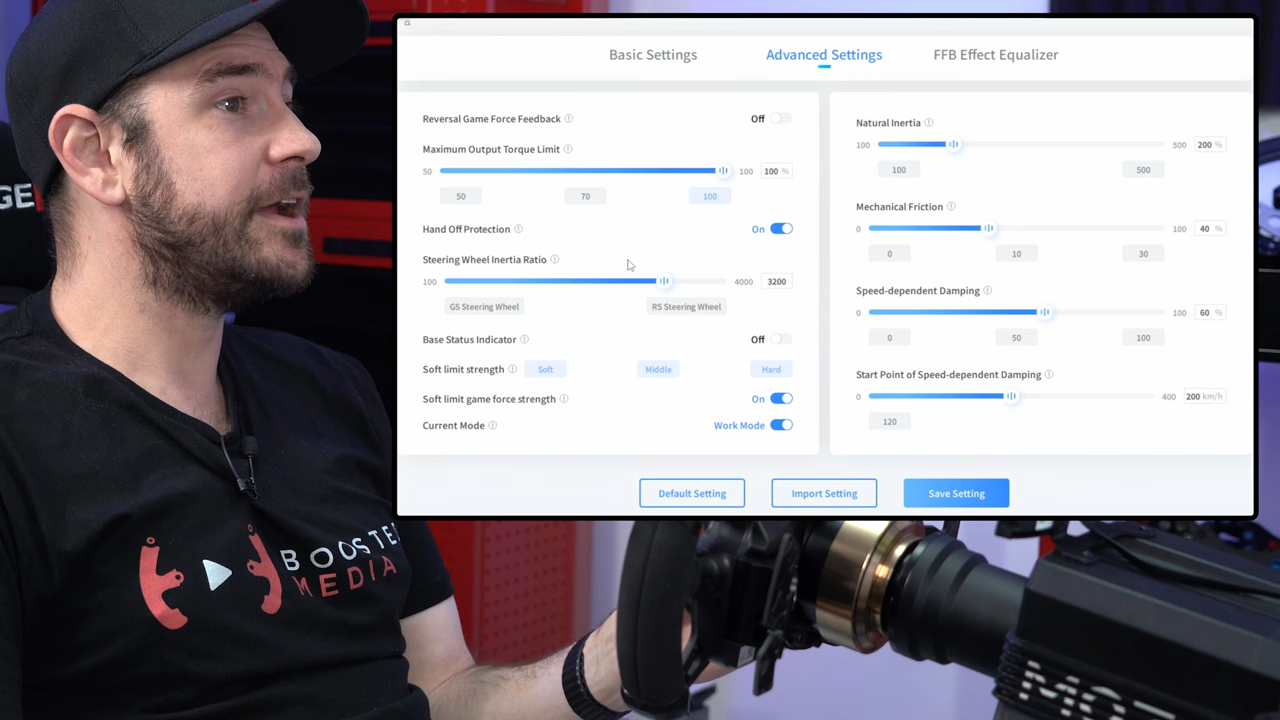 Basic Settings
Advanced Settings
FFB Effect Equalizer
Reversal Game Force Feedback
Off
Maximum Output Torque Limit
50
100
100 %
50
70
100
Hand Off Protection
On
Steering Wheel Inertia Ratio
100
4000
3200
GS Steering Wheel
RS Steering Wheel
Base Status Indicator
Off
Soft limit strength
Soft
Middle
Hard
Soft limit game force strength
On
Current Mode
Work Mode
Natural Inertia
100
500
200 %
100
500
Mechanical Friction
0
100
40 %
0
10
30
Speed-dependent Damping
0
100
60 %
0
50
100
Start Point of Speed-dependent Damping
0
400
200 km/h
120
Default Setting
Import Setting
Save Setting
BOOSTED
MEDIA